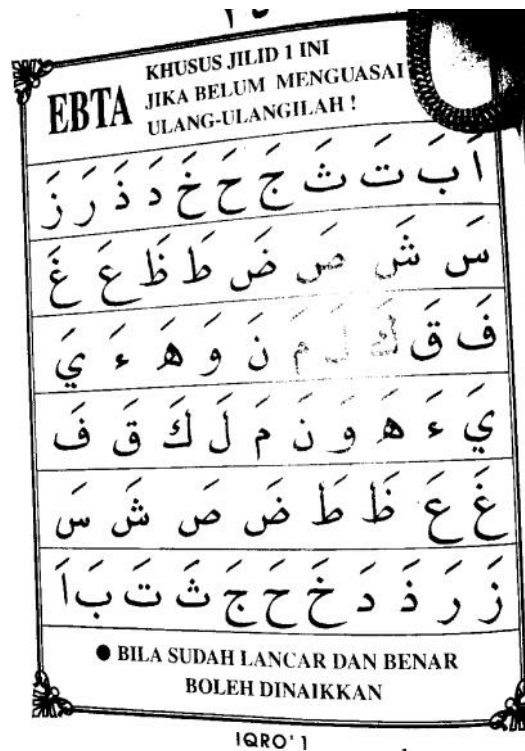 ٣٥
EBTA
KHUSUS JILID 1 INI
JIKA BELUM MENGUASAI
ULANG-ULANGILAH !
اَ بَ تَ ثَ جَ حَ خَ دَ ذَ رَ زَ
سَ شَ صَ ضَ طَ ظَ عَ غَ
فَ قَ كَ لَ مَ نَ وَ هَ ءَ يَ
يَ ءَ هَ وَ نَ مَ لَ كَ قَ فَ
غَ عَ ظَ طَ ضَ صَ شَ سَ
زَ رَ ذَ دَ خَ حَ جَ ثَ تَ بَ اَ
● BILA SUDAH LANCAR DAN BENAR
BOLEH DINAIKKAN
IQRO' 1